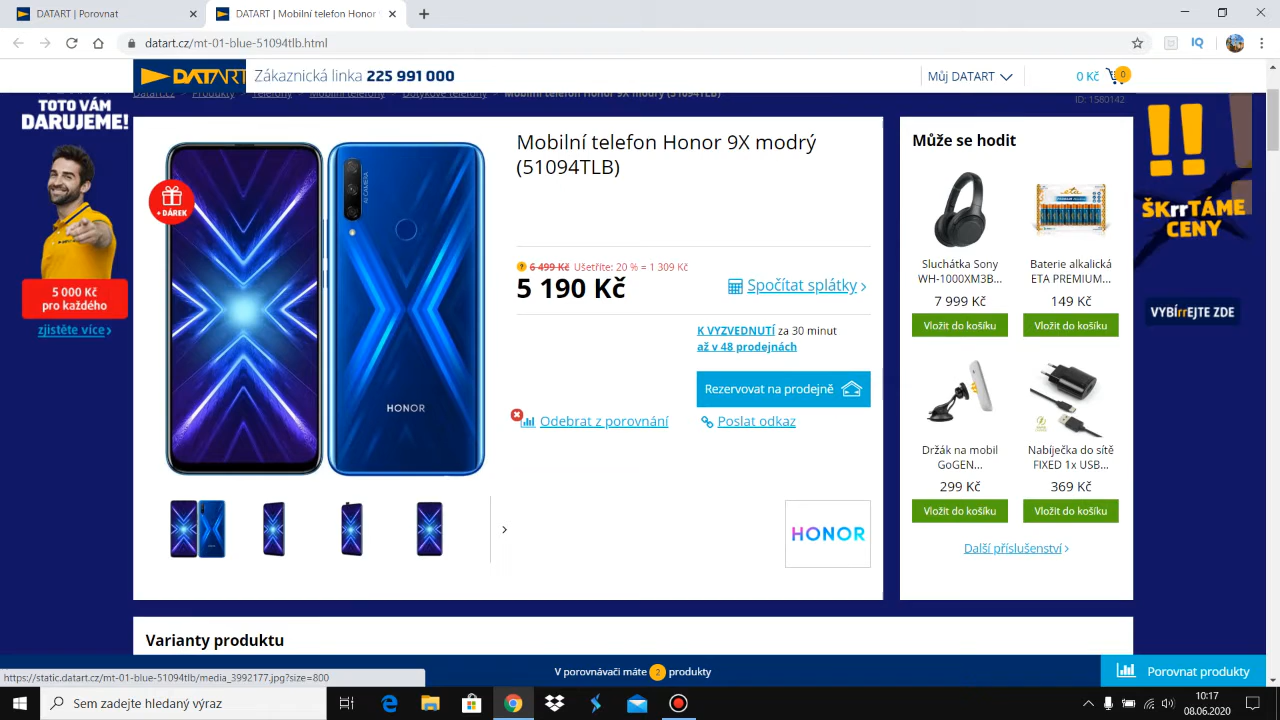 DATART | Porovnat
DATART | Mobilní telefon Honor
datart.cz/mt-01-blue-51094tlb.html
DATART
Zákaznická linka 225 991 000
Můj DATART
0 Kč
0
Datart.cz
Produkty
Telefony
Mobilní telefony
Dotykové telefony
Mobilní telefon Honor 9X modrý (51094TLB)
ID: 1580142
TOTO VÁM
DARUJEME!
5 000 Kč
pro každého
zjistěte více
+ DÁREK
AI CAMERA
HONOR
Mobilní telefon Honor 9X modrý
(51094TLB)
? 6 499 Kč Ušetříte: 20 % = 1 309 Kč
5 190 Kč
Spočítat splátky
K VYZVEDNUTÍ za 30 minut
až v 48 prodejnách
Rezervovat na prodejně
Odebrat z porovnání
Poslat odkaz
HONOR
Může se hodit
Sluchátka Sony
WH-1000XM3B...
7 999 Kč
Vložit do košíku
Baterie alkalická
ETA PREMIUM...
149 Kč
Vložit do košíku
Držák na mobil
GoGEN...
299 Kč
Vložit do košíku
Nabíječka do sítě
FIXED 1x USB...
369 Kč
Vložit do košíku
Další příslušenství
!!
ŠKrrTÁME
CENY
VYBÍrrEJTE ZDE
Varianty produktu
https://static.datart.cz/mt-01-blue-51094tlb/media_3992177.jpg?size=800
V porovnávači máte 2 produkty
Porovnat produkty
Sem zadejte hledaný výraz
10:17
08.06.2020